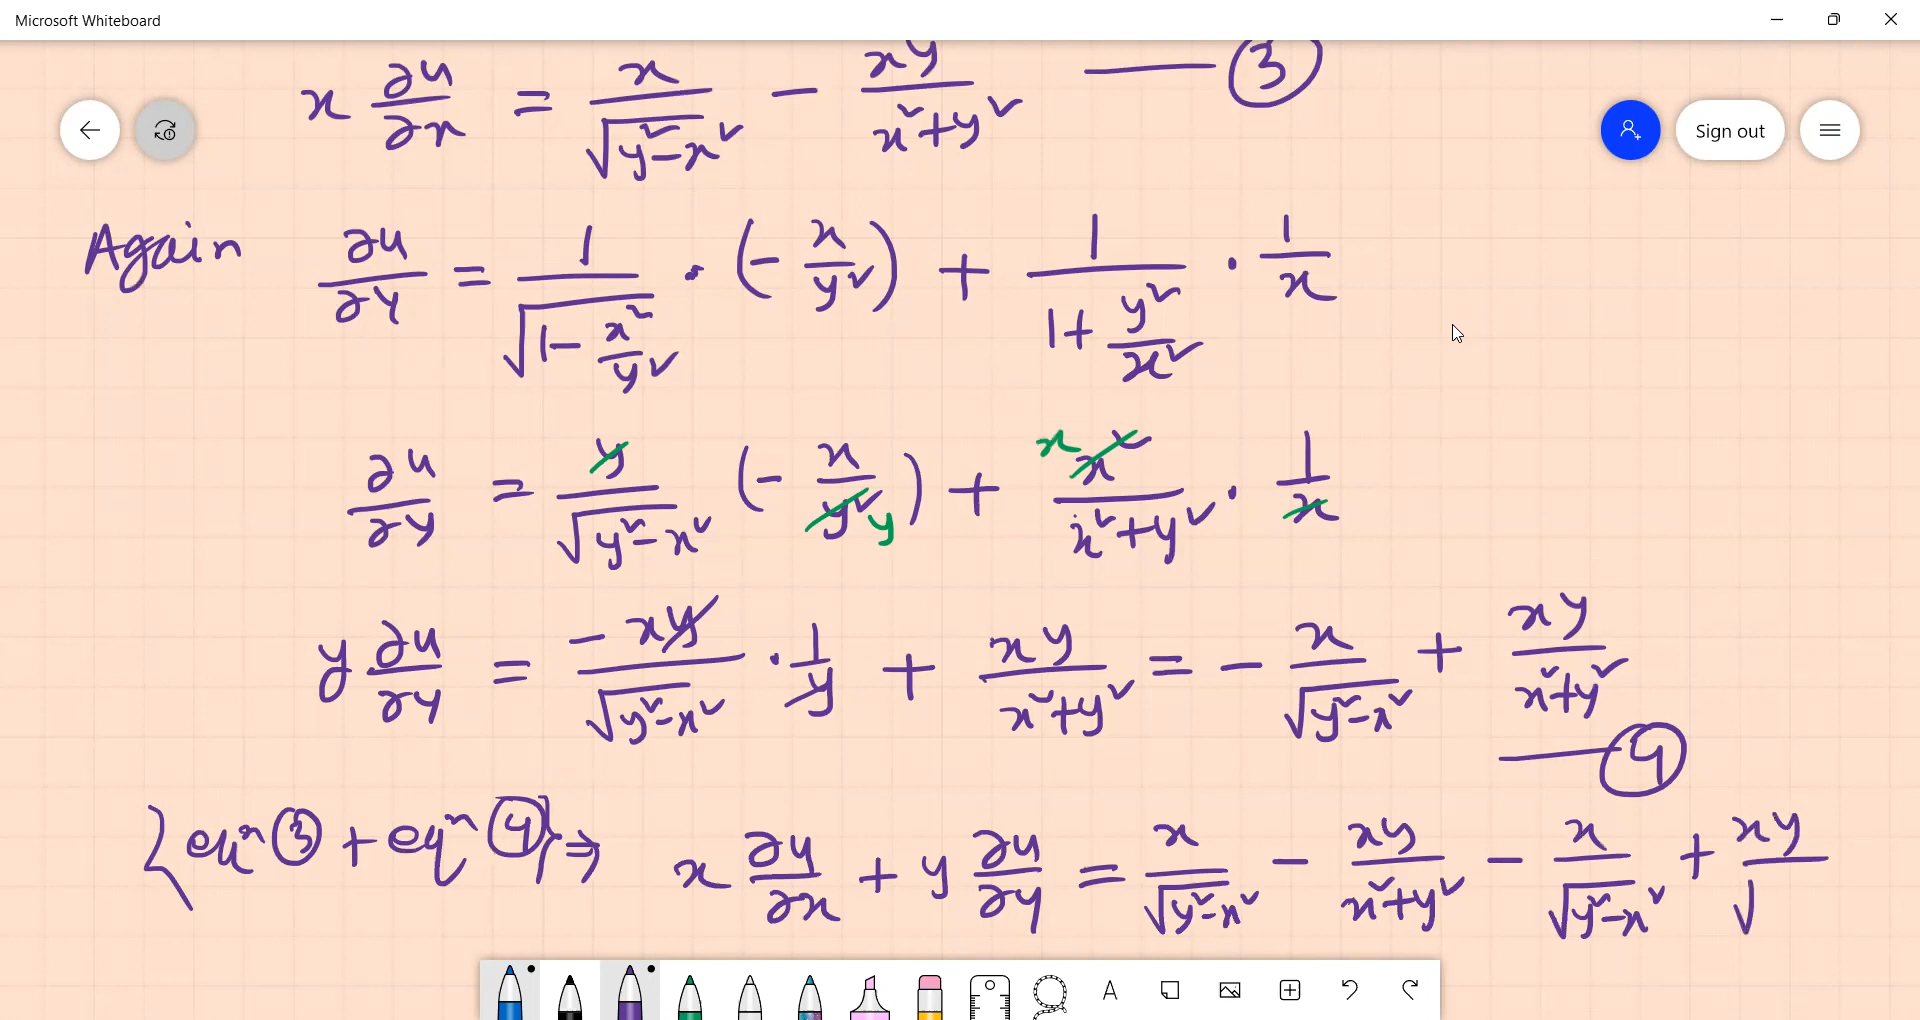 Microsoft Whiteboard
x ∂u/∂x = x/√(y²-x²) - xy/(x²+y²) —— ③
Sign out
Again ∂u/∂y = 1/√(1 - x²/y²) · (- x/y²) + 1/(1 + y²/x²) · 1/x
∂u/∂y = y/√(y²-x²) (- x/y² y) + x x²/(x²+y²) · 1/x
y ∂u/∂y = -xy/√(y²-x²) · 1/y + xy/(x²+y²) = - x/√(y²-x²) + xy/(x²+y²)
—— ④
{eqⁿ ③ + eqⁿ ④} ⇒ x ∂u/∂x + y ∂u/∂y = x/√(y²-x²) - xy/(x²+y²) - x/√(y²-x²) + xy/√
A